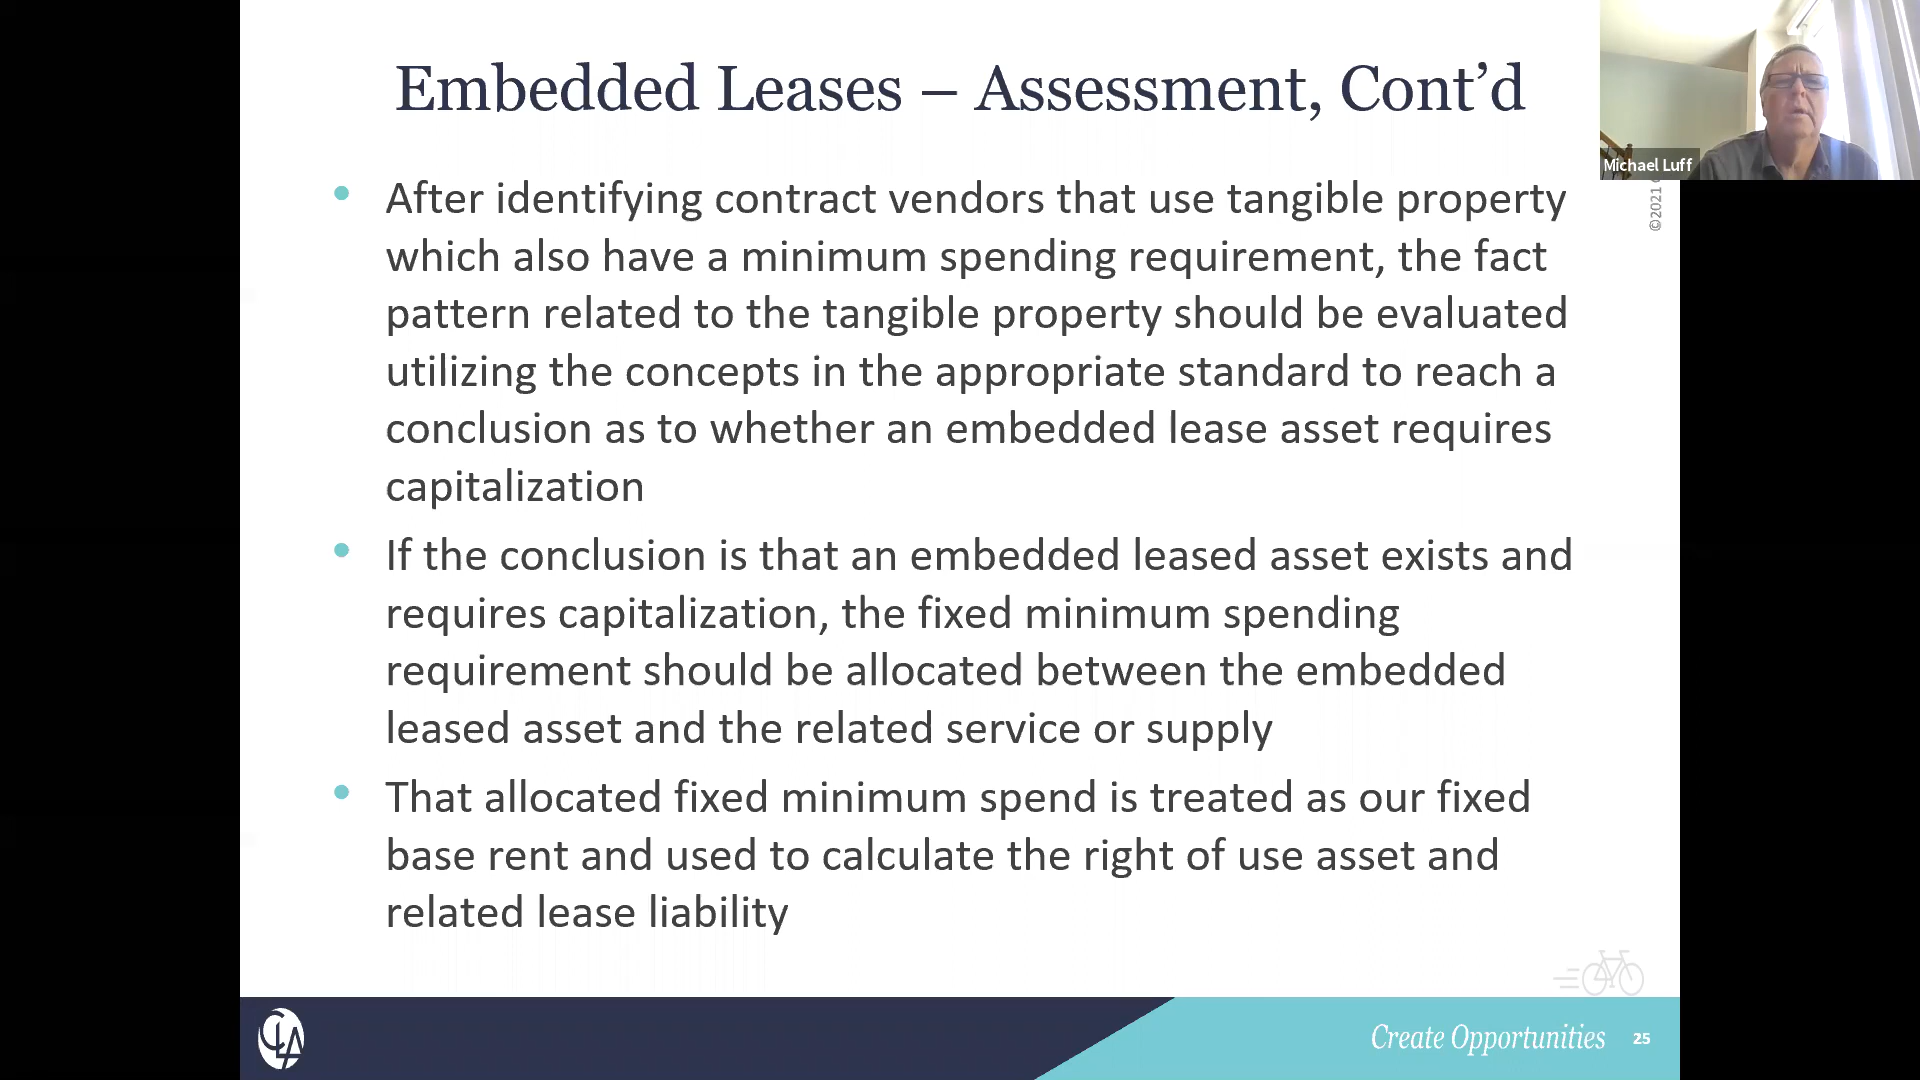 Embedded Leases – Assessment, Cont’d
Michael Luff
©2021
• After identifying contract vendors that use tangible property
which also have a minimum spending requirement, the fact
pattern related to the tangible property should be evaluated
utilizing the concepts in the appropriate standard to reach a
conclusion as to whether an embedded lease asset requires
capitalization
• If the conclusion is that an embedded leased asset exists and
requires capitalization, the fixed minimum spending
requirement should be allocated between the embedded
leased asset and the related service or supply
• That allocated fixed minimum spend is treated as our fixed
base rent and used to calculate the right of use asset and
related lease liability
CLA
Create Opportunities
25